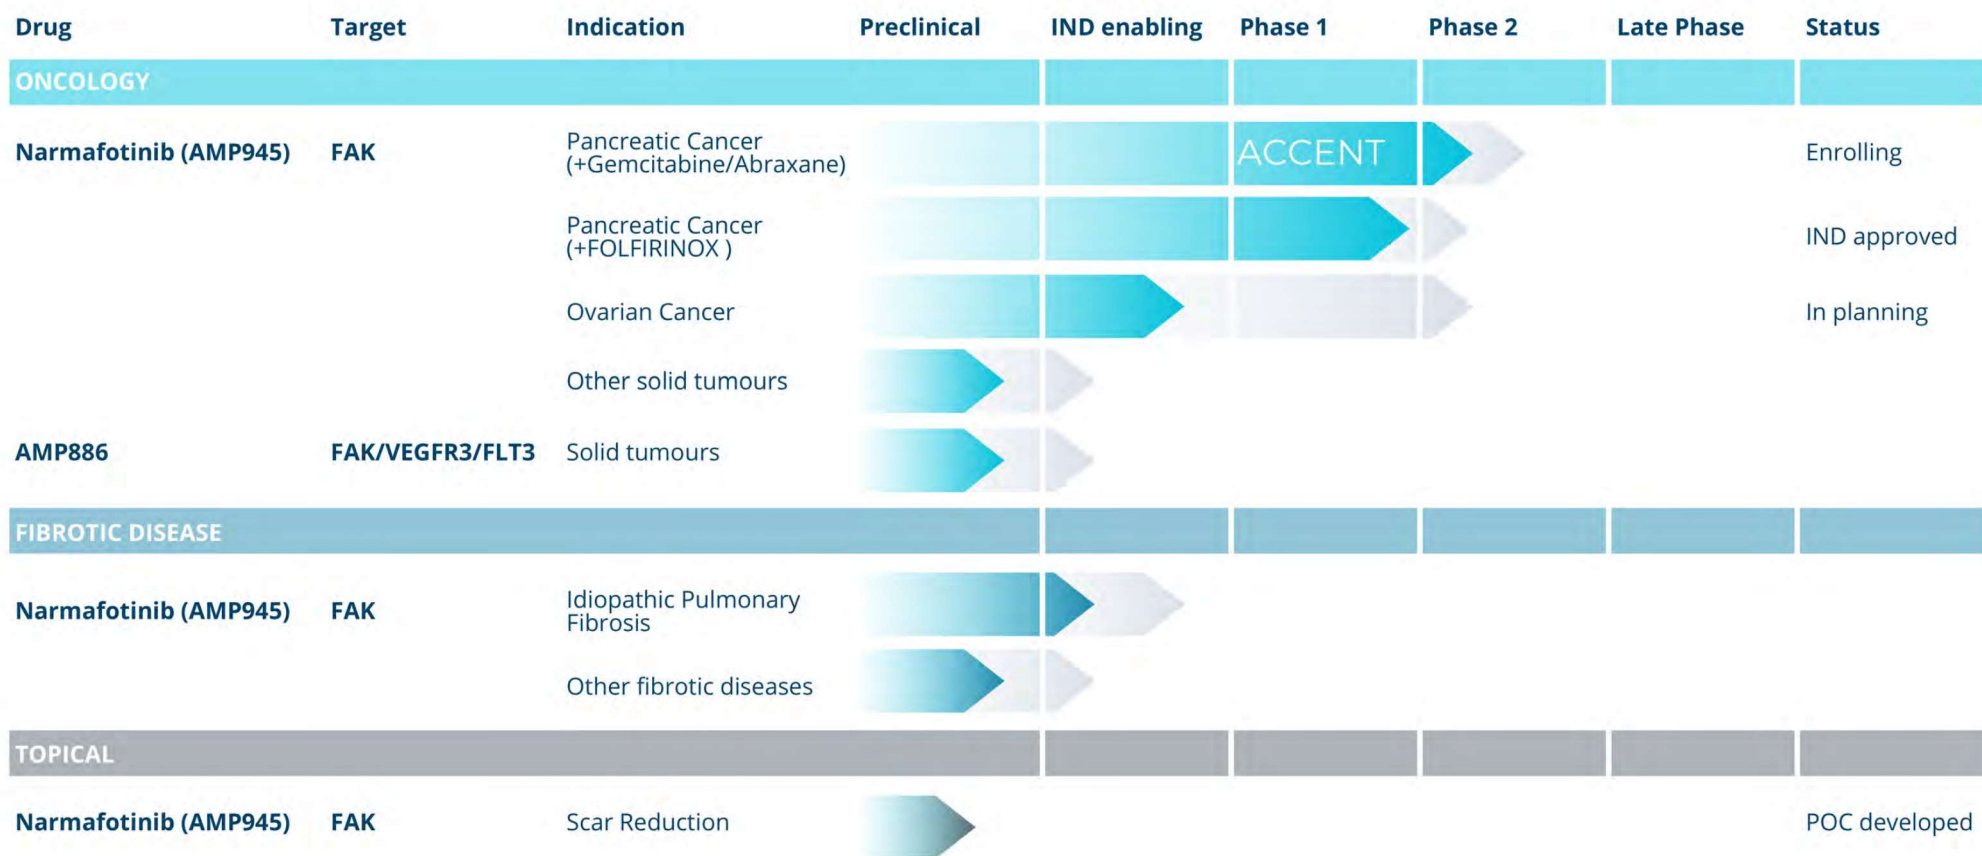 Drug Target Indication Preclinical IND enabling Phase 1 Phase 2 Late Phase Status
ONCOLOGY
Narmafotinib (AMP945) FAK Pancreatic Cancer
(+Gemcitabine/Abraxane) ACCENT Enrolling
Pancreatic Cancer
(+FOLFIRINOX ) IND approved
Ovarian Cancer In planning
Other solid tumours
AMP886 FAK/VEGFR3/FLT3 Solid tumours
FIBROTIC DISEASE
Narmafotinib (AMP945) FAK Idiopathic Pulmonary
Fibrosis
Other fibrotic diseases
TOPICAL
Narmafotinib (AMP945) FAK Scar Reduction POC developed